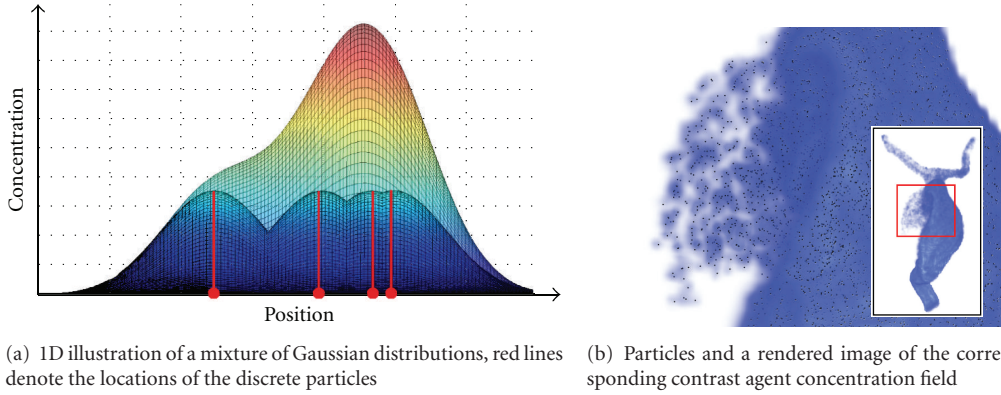 Concentration
Position
(a) 1D illustration of a mixture of Gaussian distributions, red lines
denote the locations of the discrete particles
(b) Particles and a rendered image of the corre
sponding contrast agent concentration field